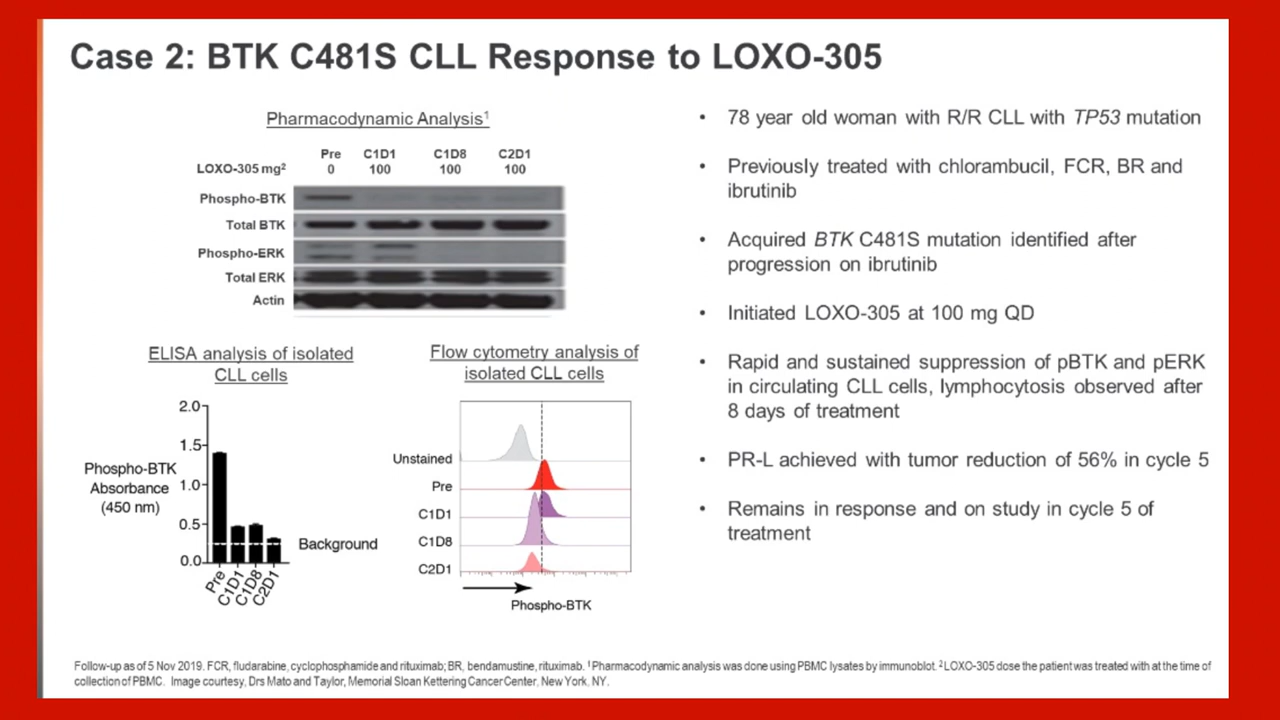 Case 2: BTK C481S CLL Response to LOXO-305
Pharmacodynamic Analysis¹
Pre C1D1 C1D8 C2D1
LOXO-305 mg² 0 100 100 100
Phospho-BTK
Total BTK
Phospho-ERK
Total ERK
Actin
ELISA analysis of isolated
CLL cells
2.0
1.5
1.0
0.5
0.0
Phospho-BTK
Absorbance
(450 nm)
Background
Pre C1D1 C1D8 C2D1
Flow cytometry analysis of
isolated CLL cells
Unstained
Pre
C1D1
C1D8
C2D1
Phospho-BTK
• 78 year old woman with R/R CLL with TP53 mutation
• Previously treated with chlorambucil, FCR, BR and
ibrutinib
• Acquired BTK C481S mutation identified after
progression on ibrutinib
• Initiated LOXO-305 at 100 mg QD
• Rapid and sustained suppression of pBTK and pERK
in circulating CLL cells, lymphocytosis observed after
8 days of treatment
• PR-L achieved with tumor reduction of 56% in cycle 5
• Remains in response and on study in cycle 5 of
treatment
Follow-up as of 5 Nov 2019. FCR, fludarabine, cyclophosphamide and rituximab; BR, bendamustine, rituximab. ¹Pharmacodynamic analysis was done using PBMC lysates by immunoblot. ²LOXO-305 dose the patient was treated with at the time of
collection of PBMC. Image courtesy, Drs Mato and Taylor, Memorial Sloan Kettering Cancer Center, New York, NY.